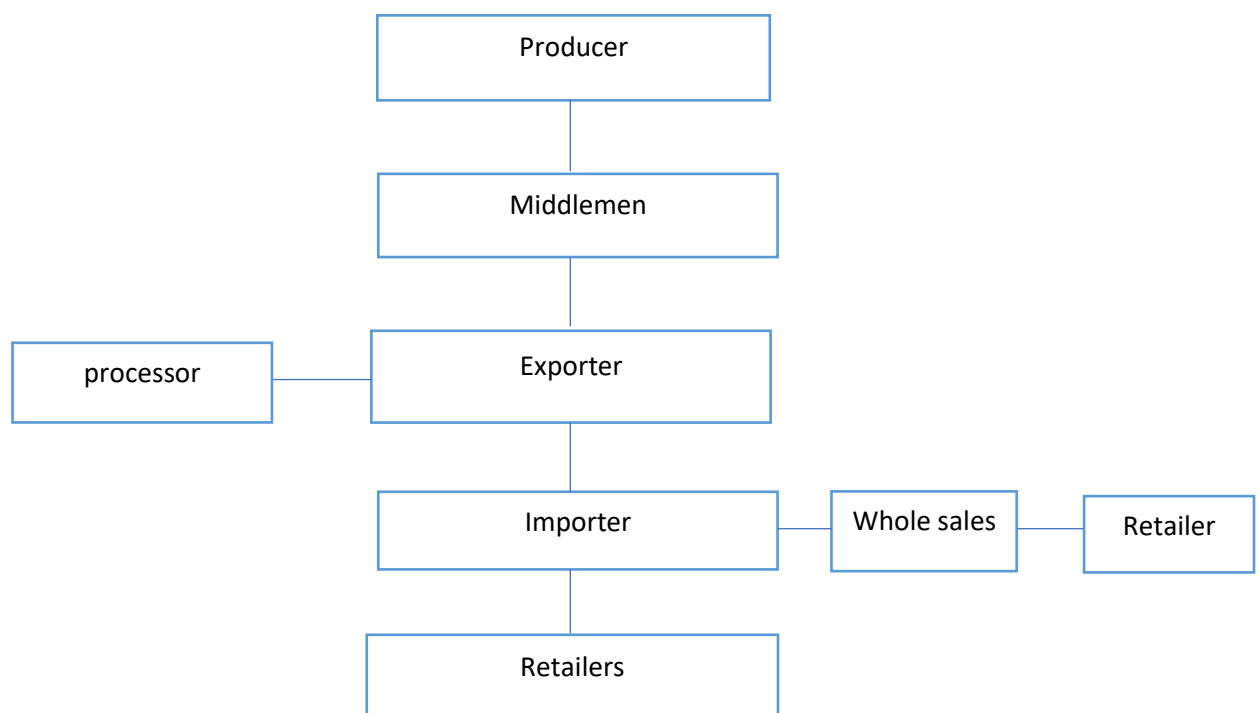 Producer
Middlemen
processor
Exporter
Importer
Whole sales
Retailer
Retailers